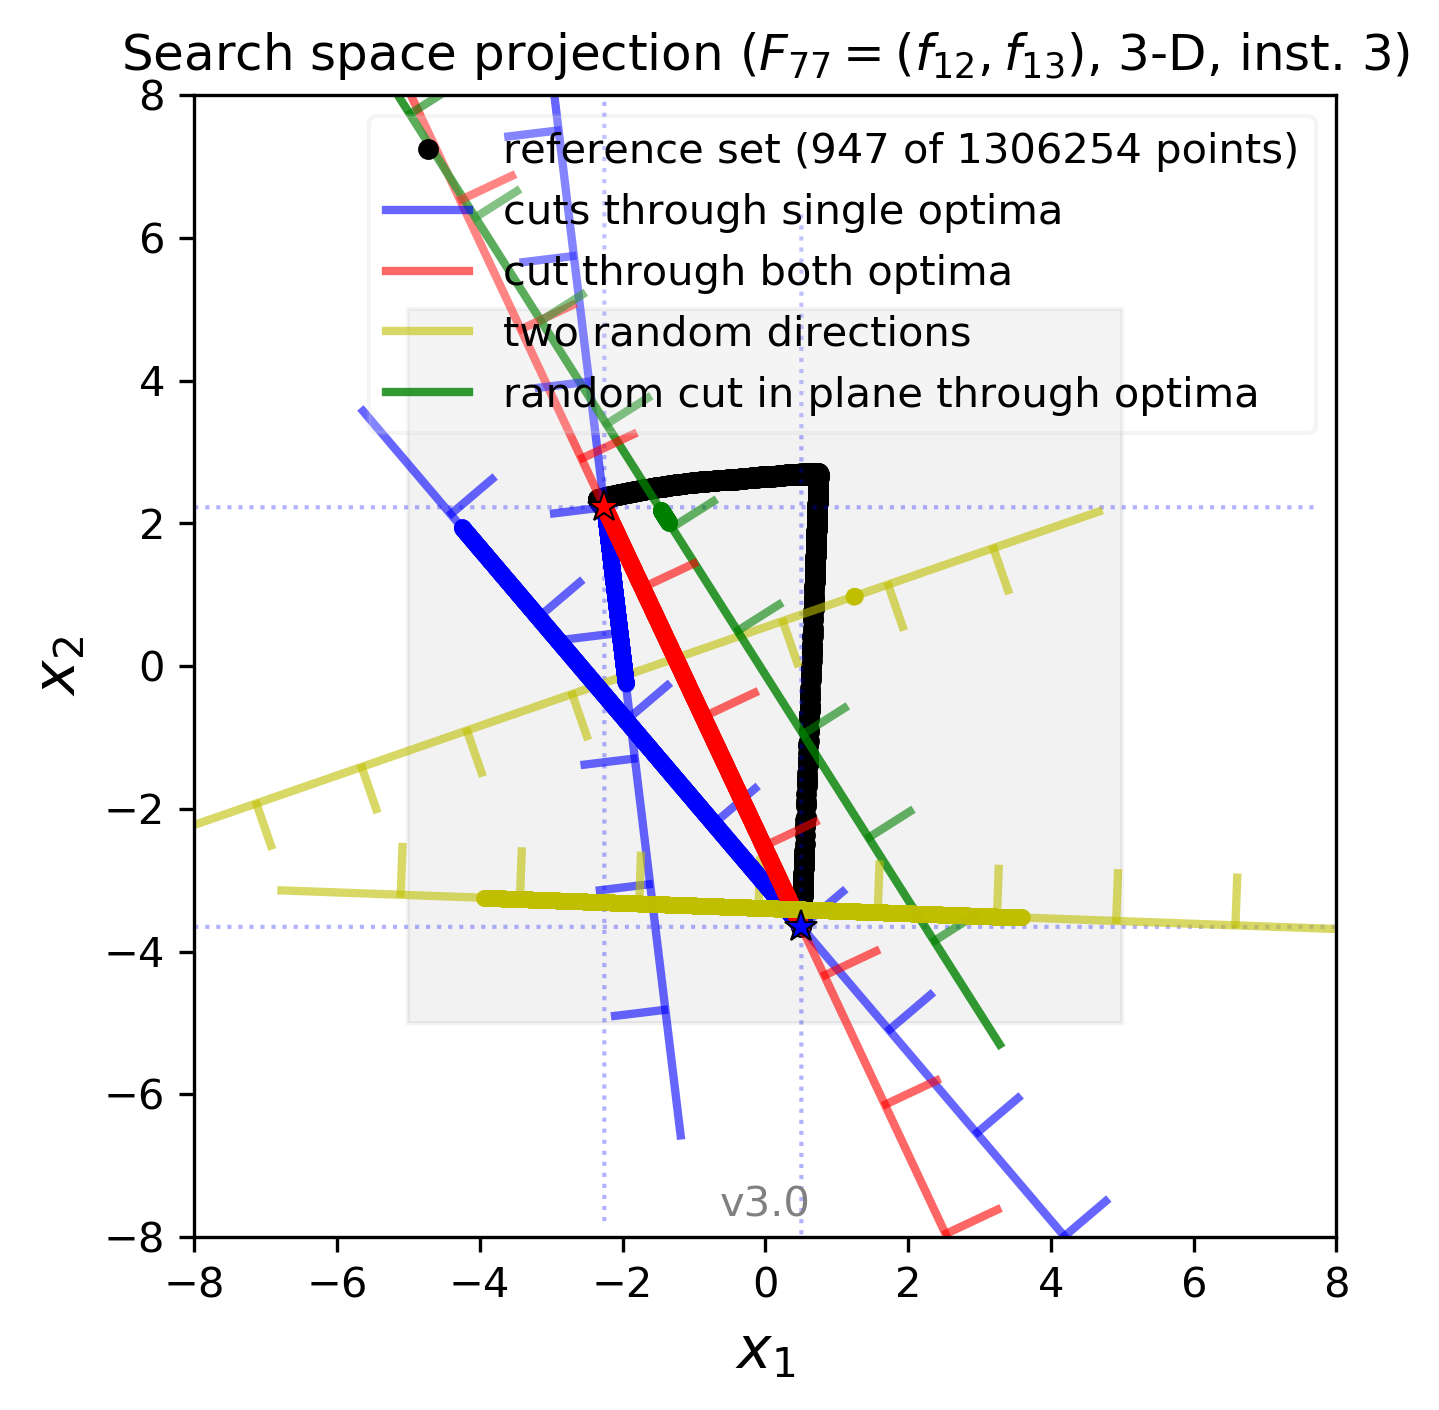 Search space projection (F77 = (f12, f13), 3-D, inst. 3)
reference set (947 of 1306254 points)
cuts through single optima
cut through both optima
two random directions
random cut in plane through optima
8
6
4
2
0
−2
−4
−6
−8
x2
v3.0
−8 −6 −4 −2 0 2 4 6 8
x1